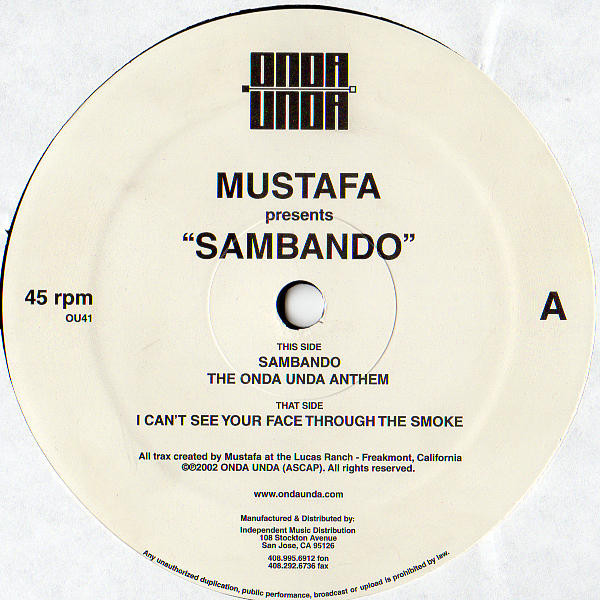 ONDA
UNDA
MUSTAFA
presents
“SAMBANDO”
45 rpm
OU41
A
THIS SIDE
SAMBANDO
THE ONDA UNDA ANTHEM
THAT SIDE
I CAN'T SEE YOUR FACE THROUGH THE SMOKE
All trax created by Mustafa at the Lucas Ranch - Freakmont, California
©℗2002 ONDA UNDA (ASCAP). All rights reserved.
www.ondaunda.com
Manufactured & Distributed by:
Independent Music Distribution
108 Stockton Avenue
San Jose, CA 95126
408.995.6912 fon
408.292.6736 fax
Any unauthorized duplication, public performance, broadcast or upload is prohibited by law.